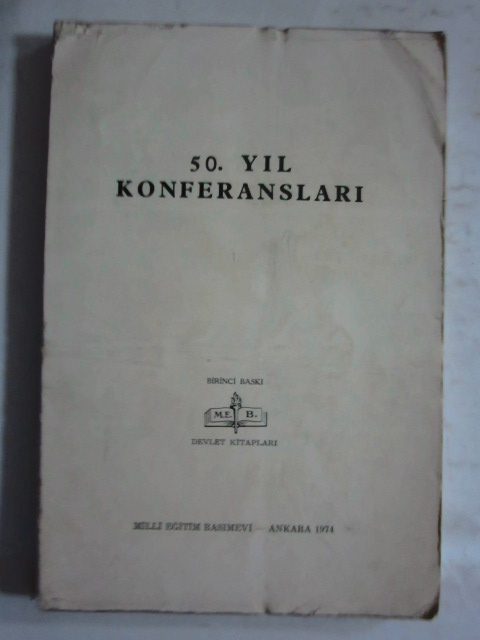 50. YIL
KONFERANSLARI
BİRİNCİ BASKI
M.E. B.
DEVLET KİTAPLARI
MİLLİ EĞİTİM BASIMEVİ — ANKARA 1974